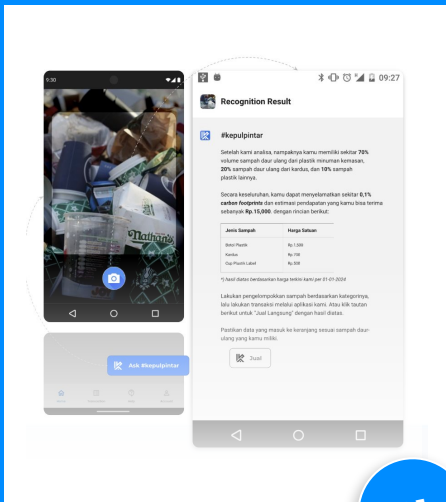 9:30
Nathan's
Ask #kepulpintar
09:27
Recognition Result
#kepulpintar
Setelah kami analisa, nampaknya kamu memiliki sekitar 70%
volume sampah daur ulang dari plastik minuman kemasan,
20% sampah daur ulang dari kardus, dan 10% sampah
plastik lainnya.
Secara keseluruhan, kamu dapat menyelamatkan sekitar 0,1%
carbon footprints dan estimasi pendapatan yang kamu bisa terima
sebanyak Rp.15,000. dengan rincian berikut:
Jenis Sampah Harga Satuan
Botol Plastik
Kardus Rp.700
Cup Plastik Label Rp.500
*) hasil diatas berdasarkan harga terkini kami per 01-01-2024
Lakukan pengelompokkan sampah berdasarkan kategorinya,
lalu lakukan transaksi melalui aplikasi kami. Atau klik tautan
berikut untuk "Jual Langsung" dengan hasil diatas.
Pastikan data yang masuk ke keranjang sesuai sampah daur-
ulang yang kamu miliki.
Jual